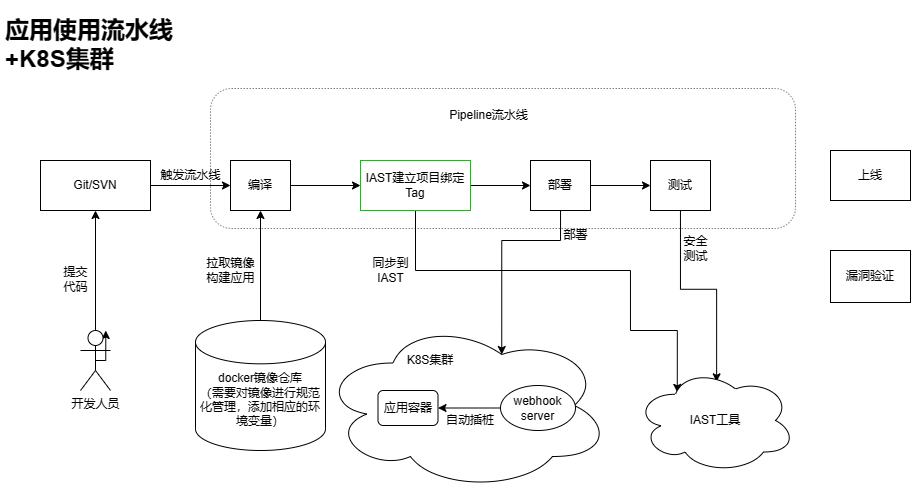 应用使用流水线
+K8S集群
Pipeline流水线
Git/SVN
触发流水线
编译
IAST建立项目绑定
Tag
部署
测试
上线
提交
代码
拉取镜像
构建应用
同步到
IAST
部署
安全
测试
漏洞验证
开发人员
docker镜像仓库
（需要对镜像进行规范
化管理，添加相应的环
境变量）
K8S集群
应用容器
自动插桩
webhook
server
IAST工具